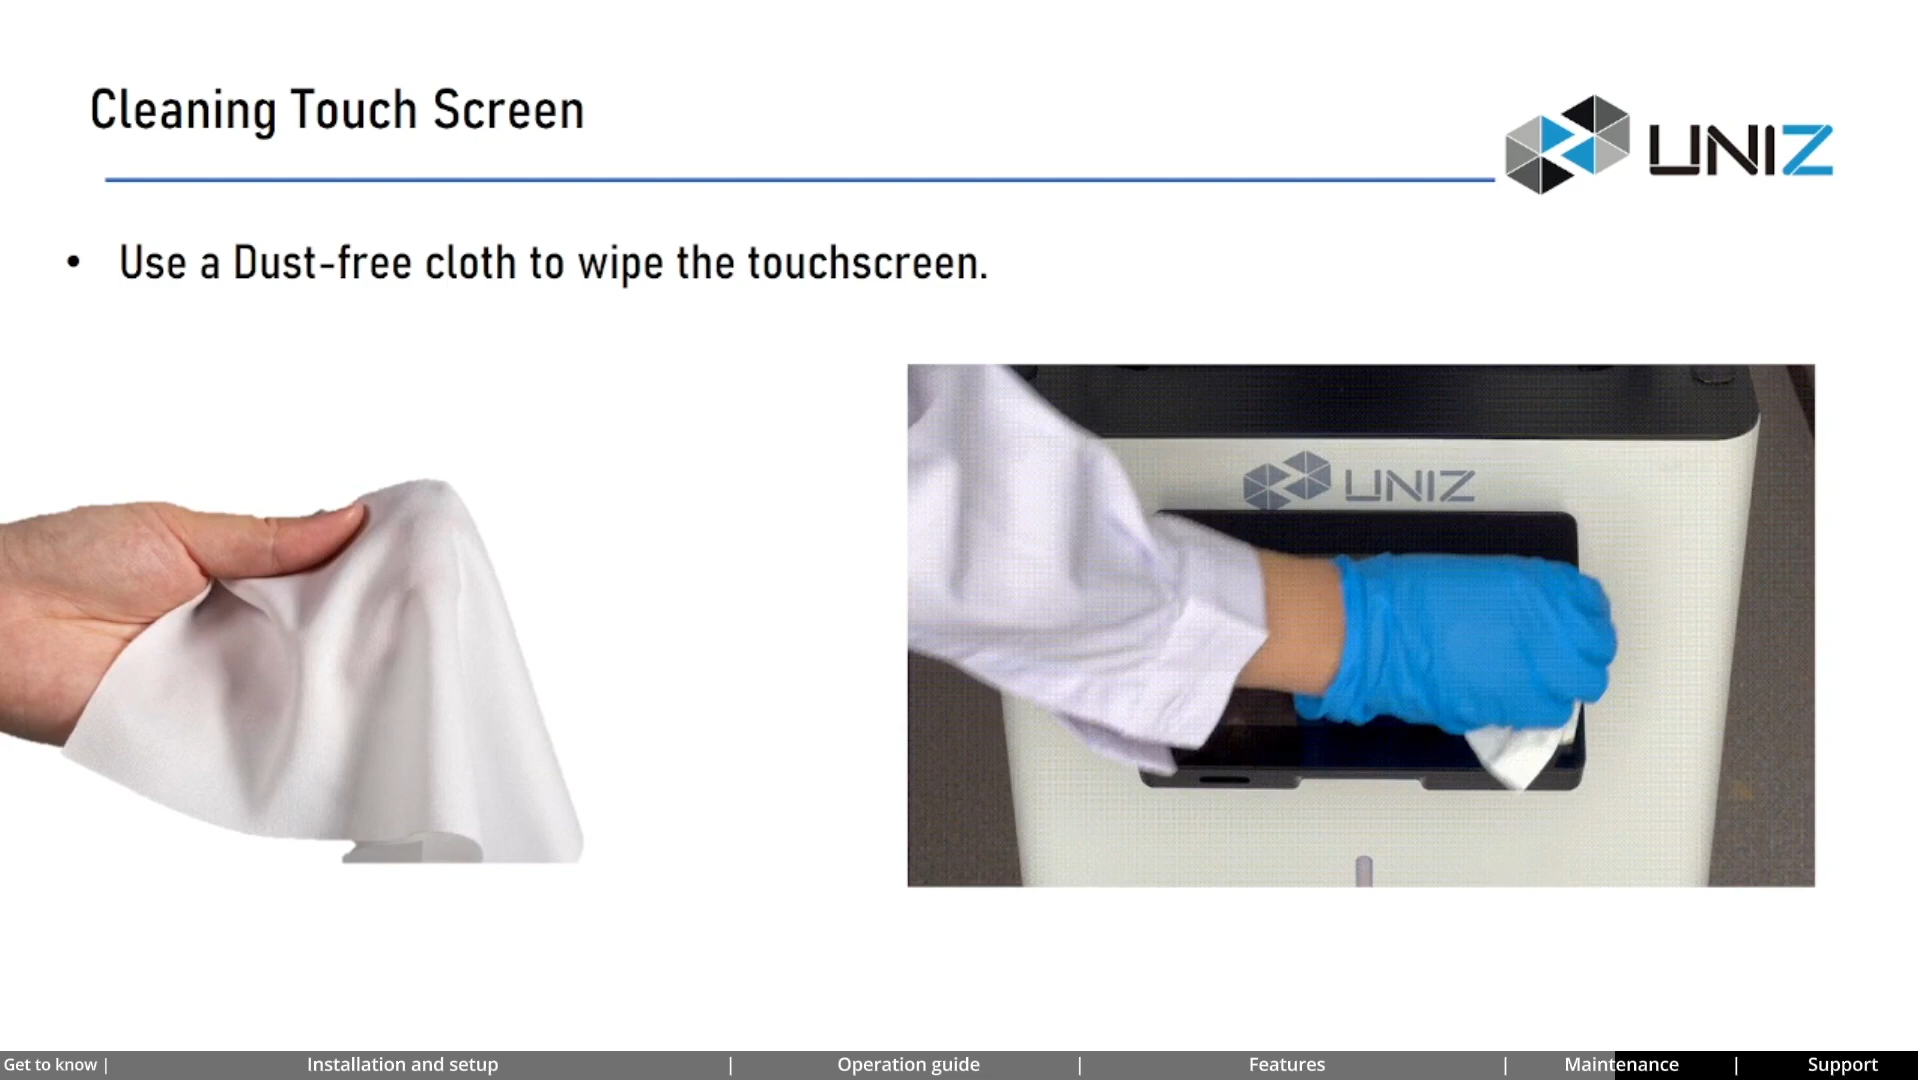 Cleaning Touch Screen
UNIZ
• Use a Dust-free cloth to wipe the touchscreen.
UNIZ
Get to know | Installation and setup | Operation guide | Features | Maintenance | Support